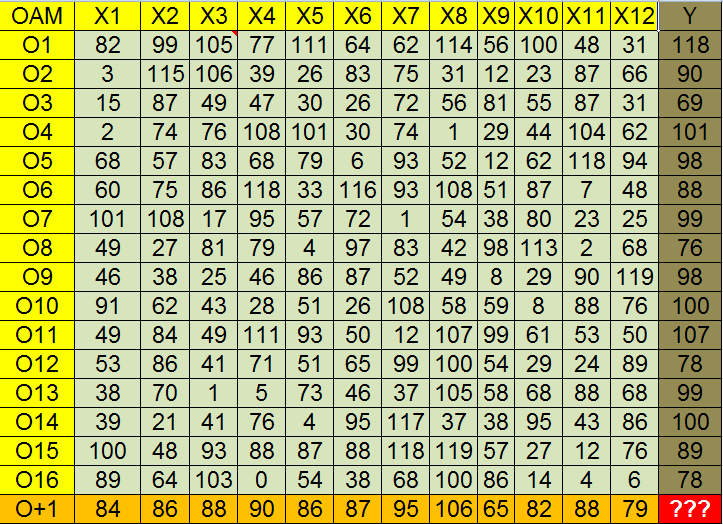 OAM X1 X2 X3 X4 X5 X6 X7 X8 X9 X10 X11 X12 Y
O1 82 99 105 77 111 64 62 114 56 100 48 31 118
O2 3 115 106 39 26 83 75 31 12 23 87 66 90
O3 15 87 49 47 30 26 72 56 81 55 87 31 69
O4 2 74 76 108 101 30 74 1 29 44 104 62 101
O5 68 57 83 68 79 6 93 52 12 62 118 94 98
O6 60 75 86 118 33 116 93 108 51 87 7 48 88
O7 101 108 17 95 57 72 1 54 38 80 23 25 99
O8 49 27 81 79 4 97 83 42 98 113 2 68 76
O9 46 38 25 46 86 87 52 49 8 29 90 119 98
O10 91 62 43 28 51 26 108 58 59 8 88 76 100
O11 49 84 49 111 93 50 12 107 99 61 53 50 107
O12 53 86 41 71 51 65 99 100 54 29 24 89 78
O13 38 70 1 5 73 46 37 105 58 68 88 68 99
O14 39 21 41 76 4 95 117 37 38 95 43 86 100
O15 100 48 93 88 87 88 118 119 57 27 12 76 89
O16 89 64 103 0 54 38 68 100 86 14 4 6 78
O+1 84 86 88 90 86 87 95 106 65 82 88 79 ???